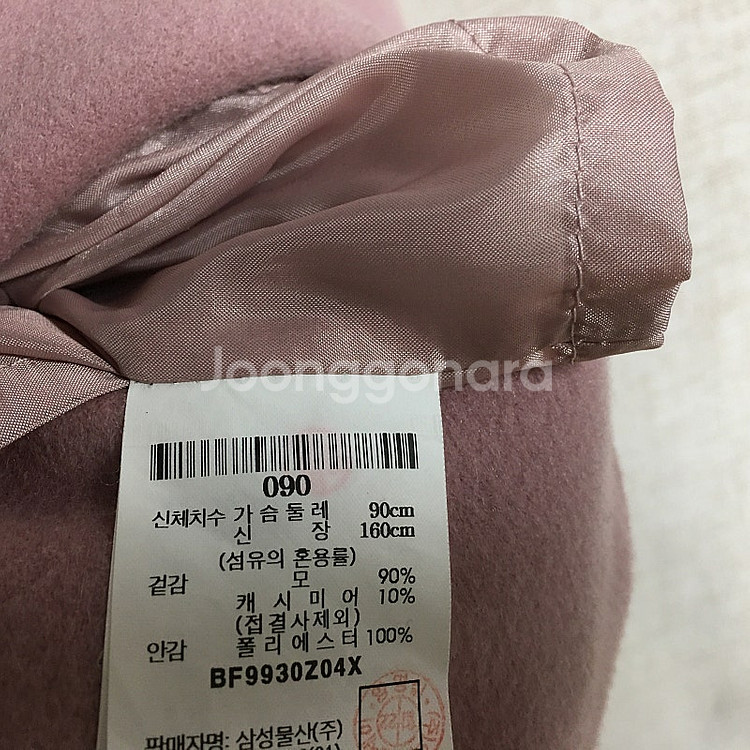 Joonggonara
090
신체치수 가슴둘레 90cm
신 장 160cm
(섬유의 혼용률)
겉감 모 90%
캐시미어 10%
(접결사제외)
안감 폴리에스터 100%
BF9930Z04X
판매자명: 삼성물산(주)